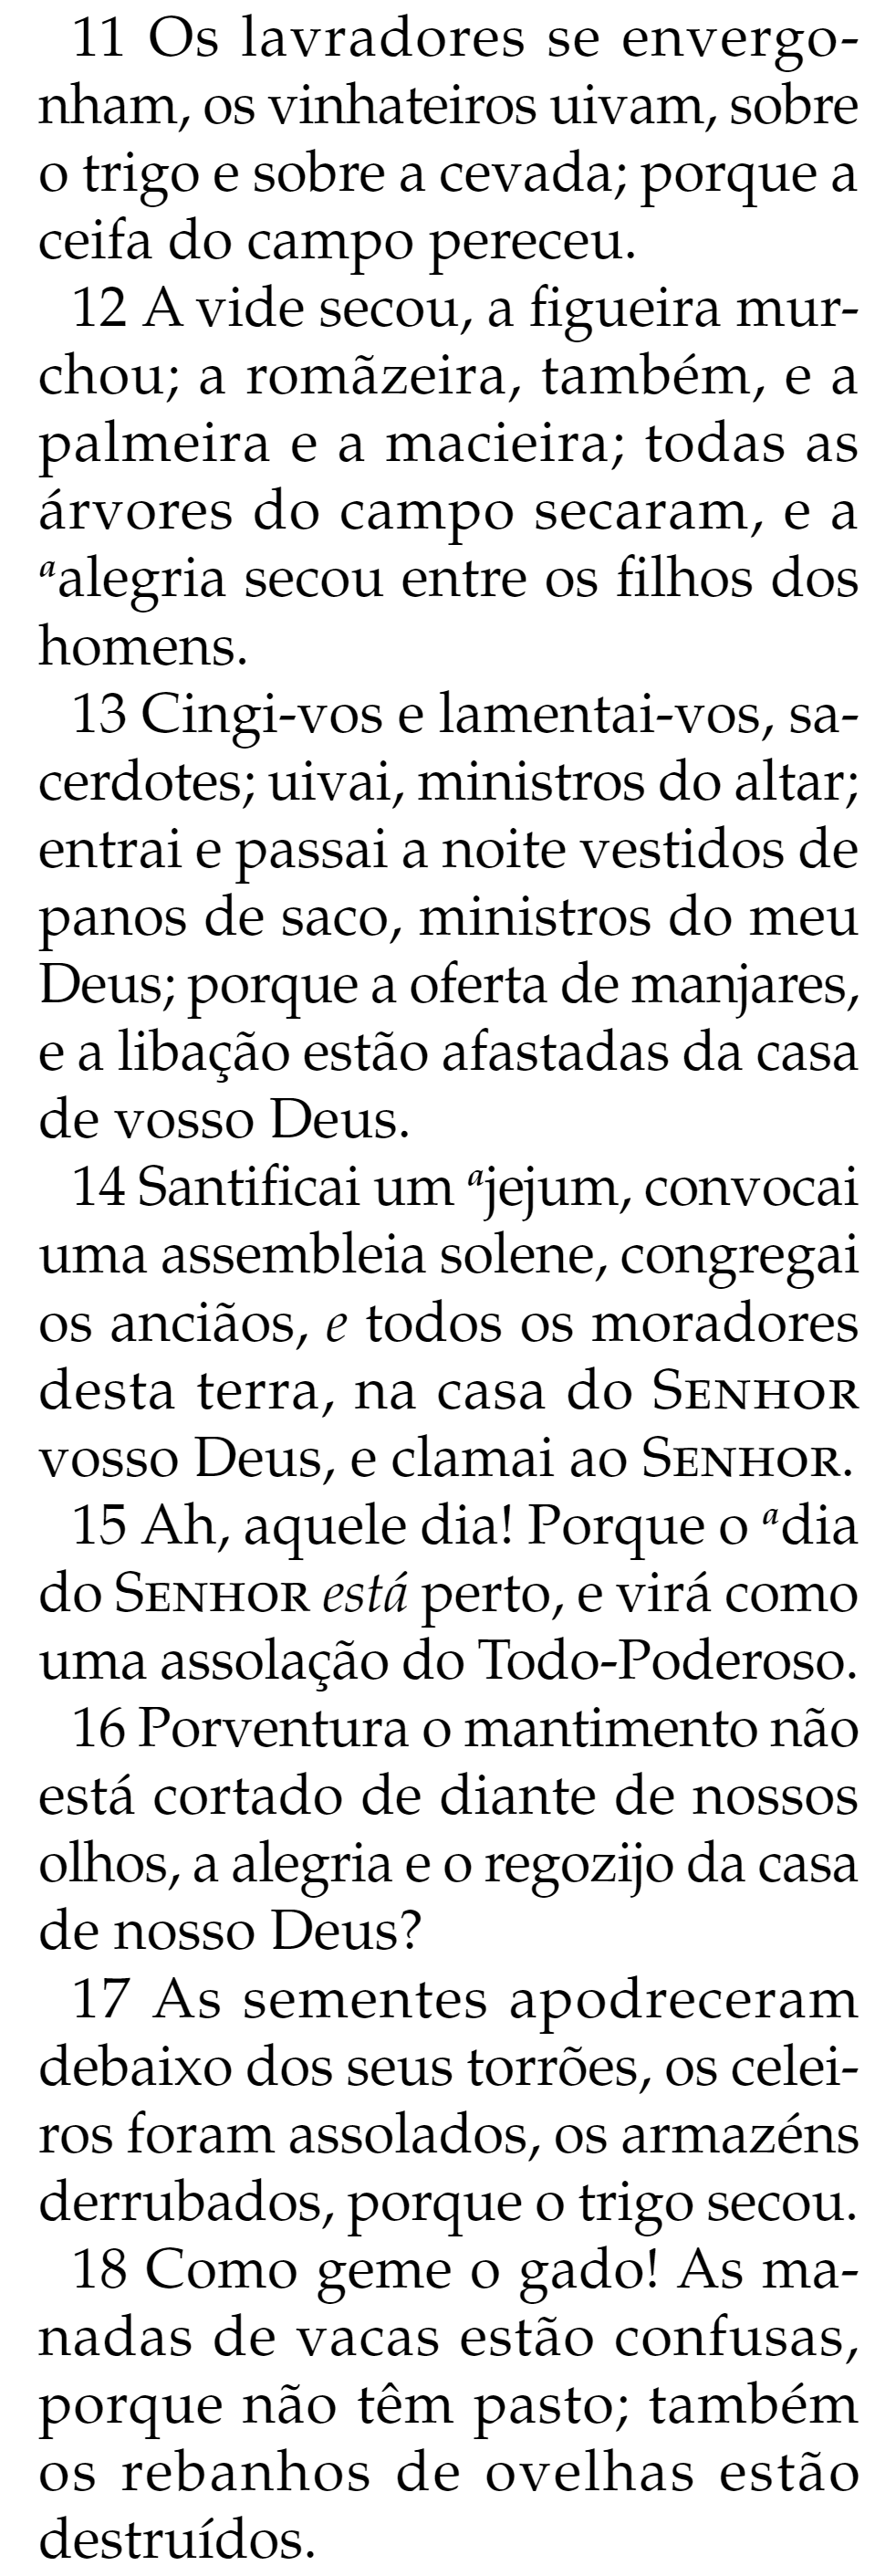 11 Os lavradores se envergo-
nham, os vinhateiros uivam, sobre
o trigo e sobre a cevada; porque a
ceifa do campo pereceu.
12 A vide secou, a figueira mur-
chou; a romãzeira, também, e a
palmeira e a macieira; todas as
árvores do campo secaram, e a
ᵃalegria secou entre os filhos dos
homens.
13 Cingi-vos e lamentai-vos, sa-
cerdotes; uivai, ministros do altar;
entrai e passai a noite vestidos de
panos de saco, ministros do meu
Deus; porque a oferta de manjares,
e a libação estão afastadas da casa
de vosso Deus.
14 Santificai um ᵃjejum, convocai
uma assembleia solene, congregai
os anciãos, e todos os moradores
desta terra, na casa do SENHOR
vosso Deus, e clamai ao SENHOR.
15 Ah, aquele dia! Porque o ᵃdia
do SENHOR está perto, e virá como
uma assolação do Todo-Poderoso.
16 Porventura o mantimento não
está cortado de diante de nossos
olhos, a alegria e o regozijo da casa
de nosso Deus?
17 As sementes apodreceram
debaixo dos seus torrões, os celei-
ros foram assolados, os armazéns
derrubados, porque o trigo secou.
18 Como geme o gado! As ma-
nadas de vacas estão confusas,
porque não têm pasto; também
os rebanhos de ovelhas estão
destruídos.